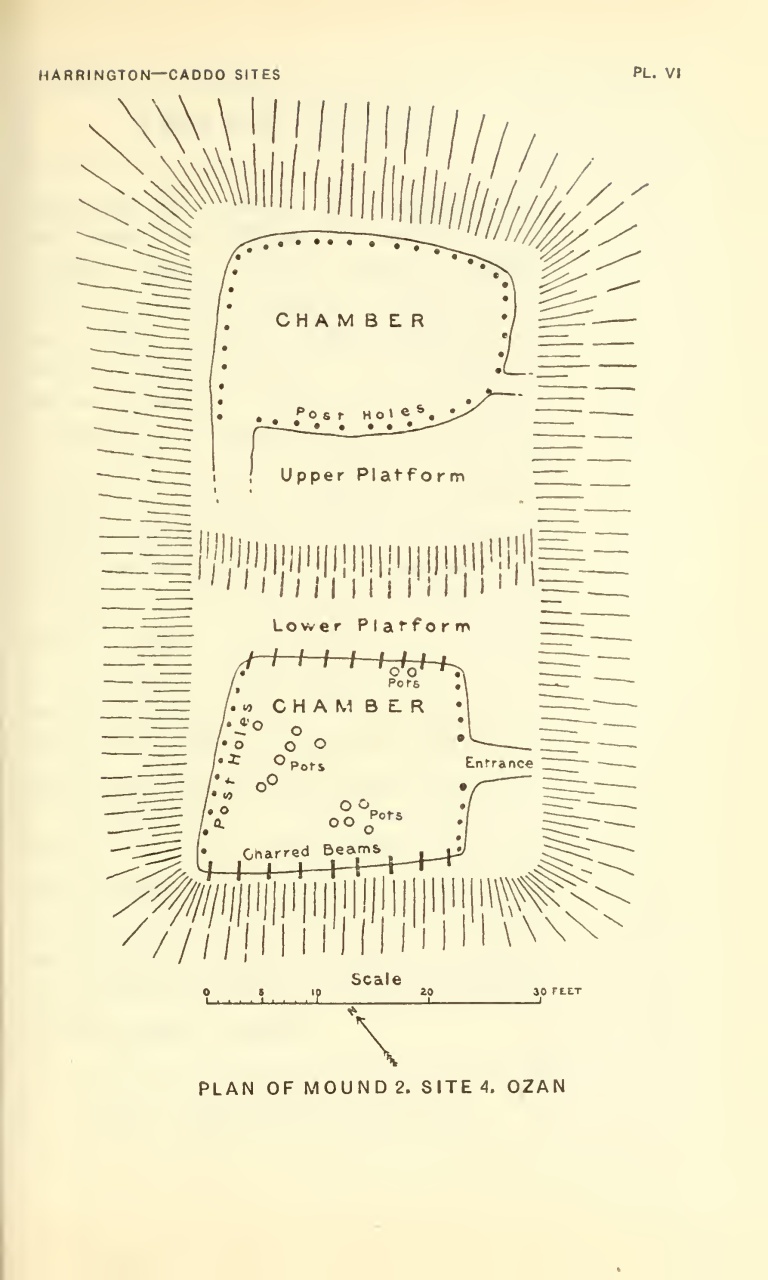 HARRINGTON—CADDO SITES
PL. VI
CHAMBER
Post Holes
Upper Platform
Lower Platform
Pots
CHAMBER
Post Holes
Entrance
Pots
Pots
Charred Beams
Scale
0 5 10 20 30 FEET
N
PLAN OF MOUND 2. SITE 4. OZAN